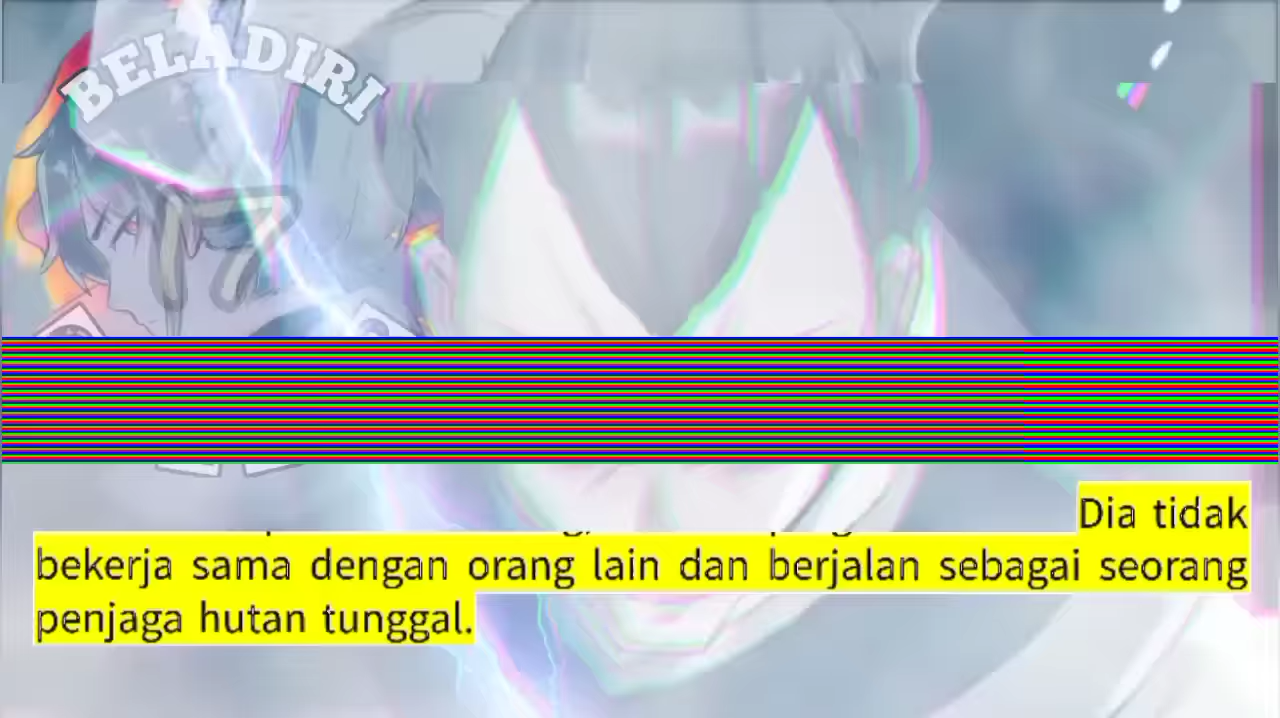 BELADIRI
Dia tidak
bekerja sama dengan orang lain dan berjalan sebagai seorang
penjaga hutan tunggal.